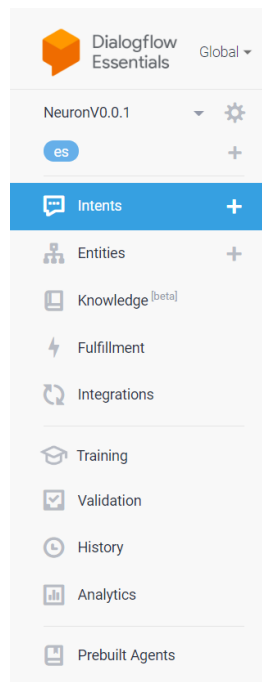 Dialogflow
Essentials
Global
NeuronV0.0.1
es
Intents
Entities
Knowledge [beta]
Fulfillment
Integrations
Training
Validation
History
Analytics
Prebuilt Agents